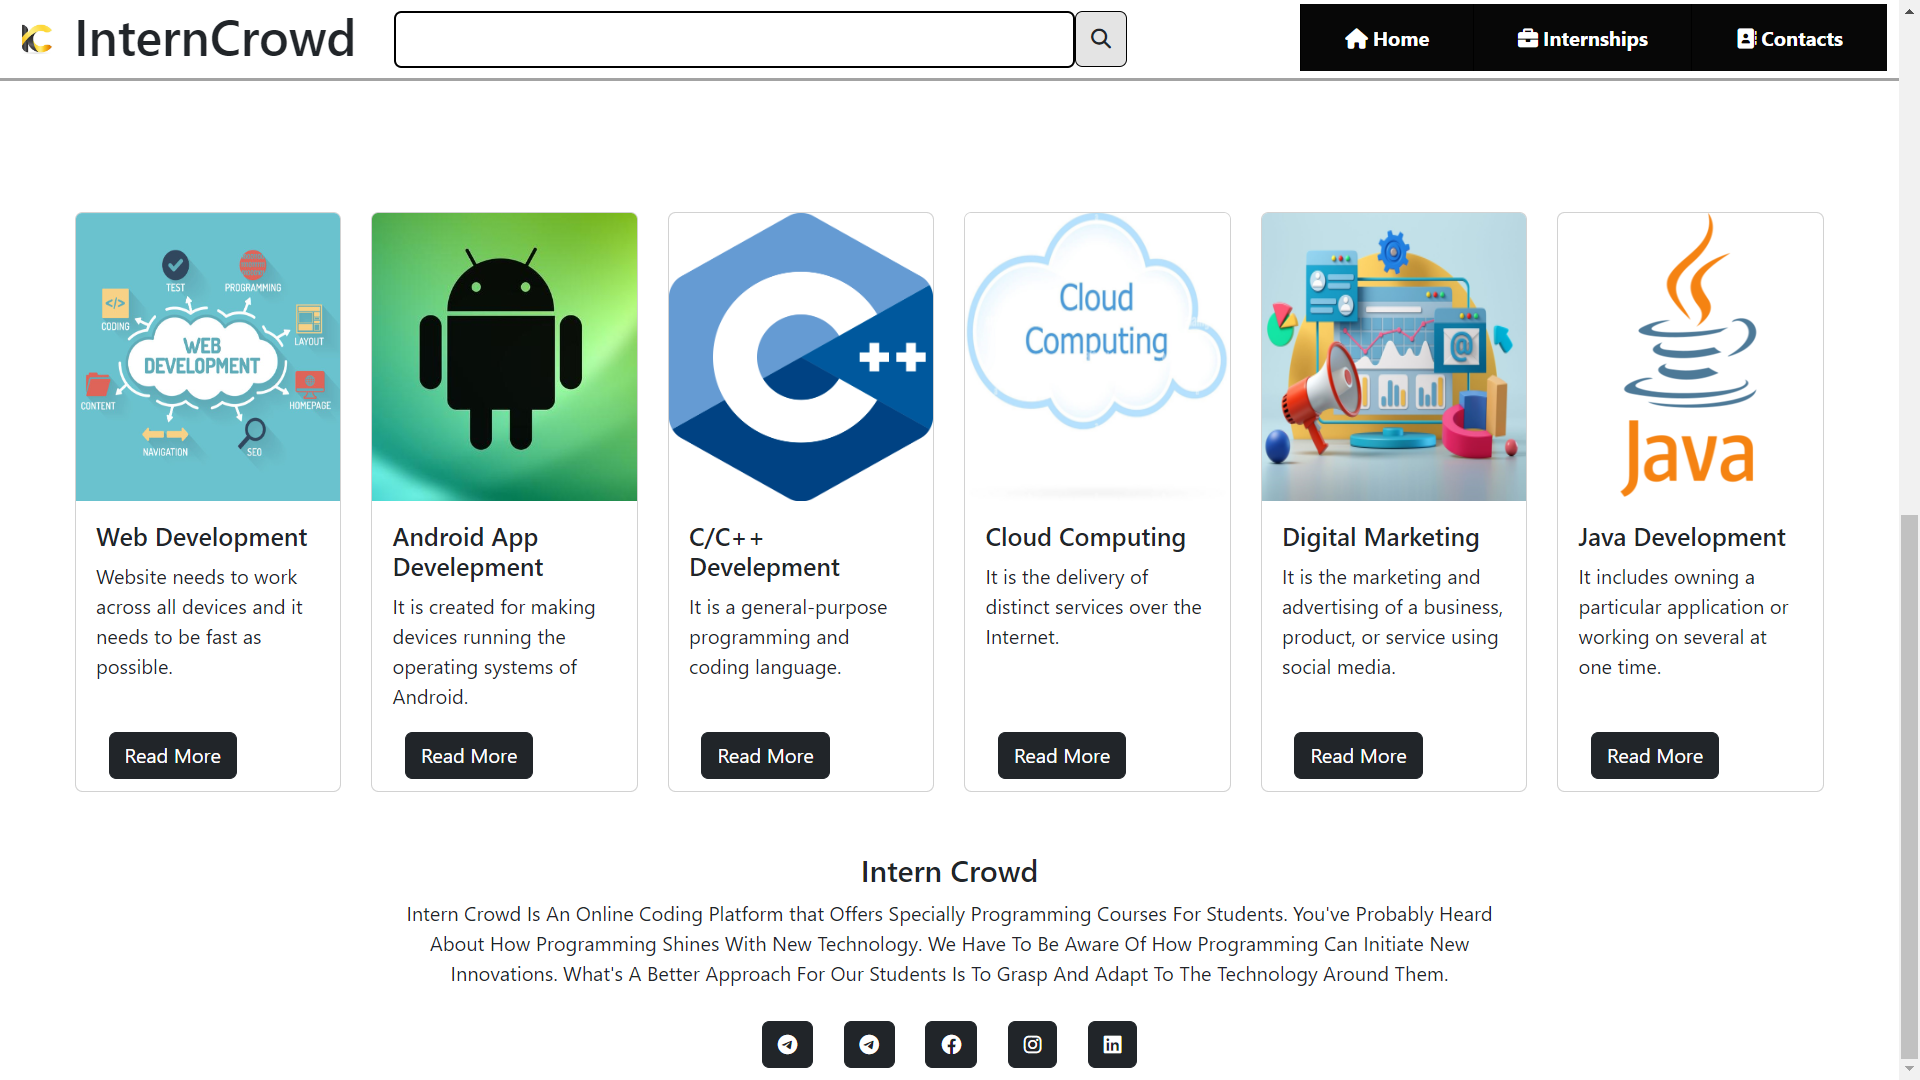 InternCrowd
Home
Internships
Contacts
TEST
PROGRAMMING
CODING
LAYOUT
WEB
DEVELOPMENT
CONTENT
HOMEPAGE
NAVIGATION
SEO
C++
Cloud
Computing
@
Java
Web Development
Website needs to work
across all devices and it
needs to be fast as
possible.
Read More
Android App
Develepment
It is created for making
devices running the
operating systems of
Android.
Read More
C/C++
Develepment
It is a general-purpose
programming and
coding language.
Read More
Cloud Computing
It is the delivery of
distinct services over the
Internet.
Read More
Digital Marketing
It is the marketing and
advertising of a business,
product, or service using
social media.
Read More
Java Development
It includes owning a
particular application or
working on several at
one time.
Read More
Intern Crowd
Intern Crowd Is An Online Coding Platform that Offers Specially Programming Courses For Students. You've Probably Heard
About How Programming Shines With New Technology. We Have To Be Aware Of How Programming Can Initiate New
Innovations. What's A Better Approach For Our Students Is To Grasp And Adapt To The Technology Around Them.